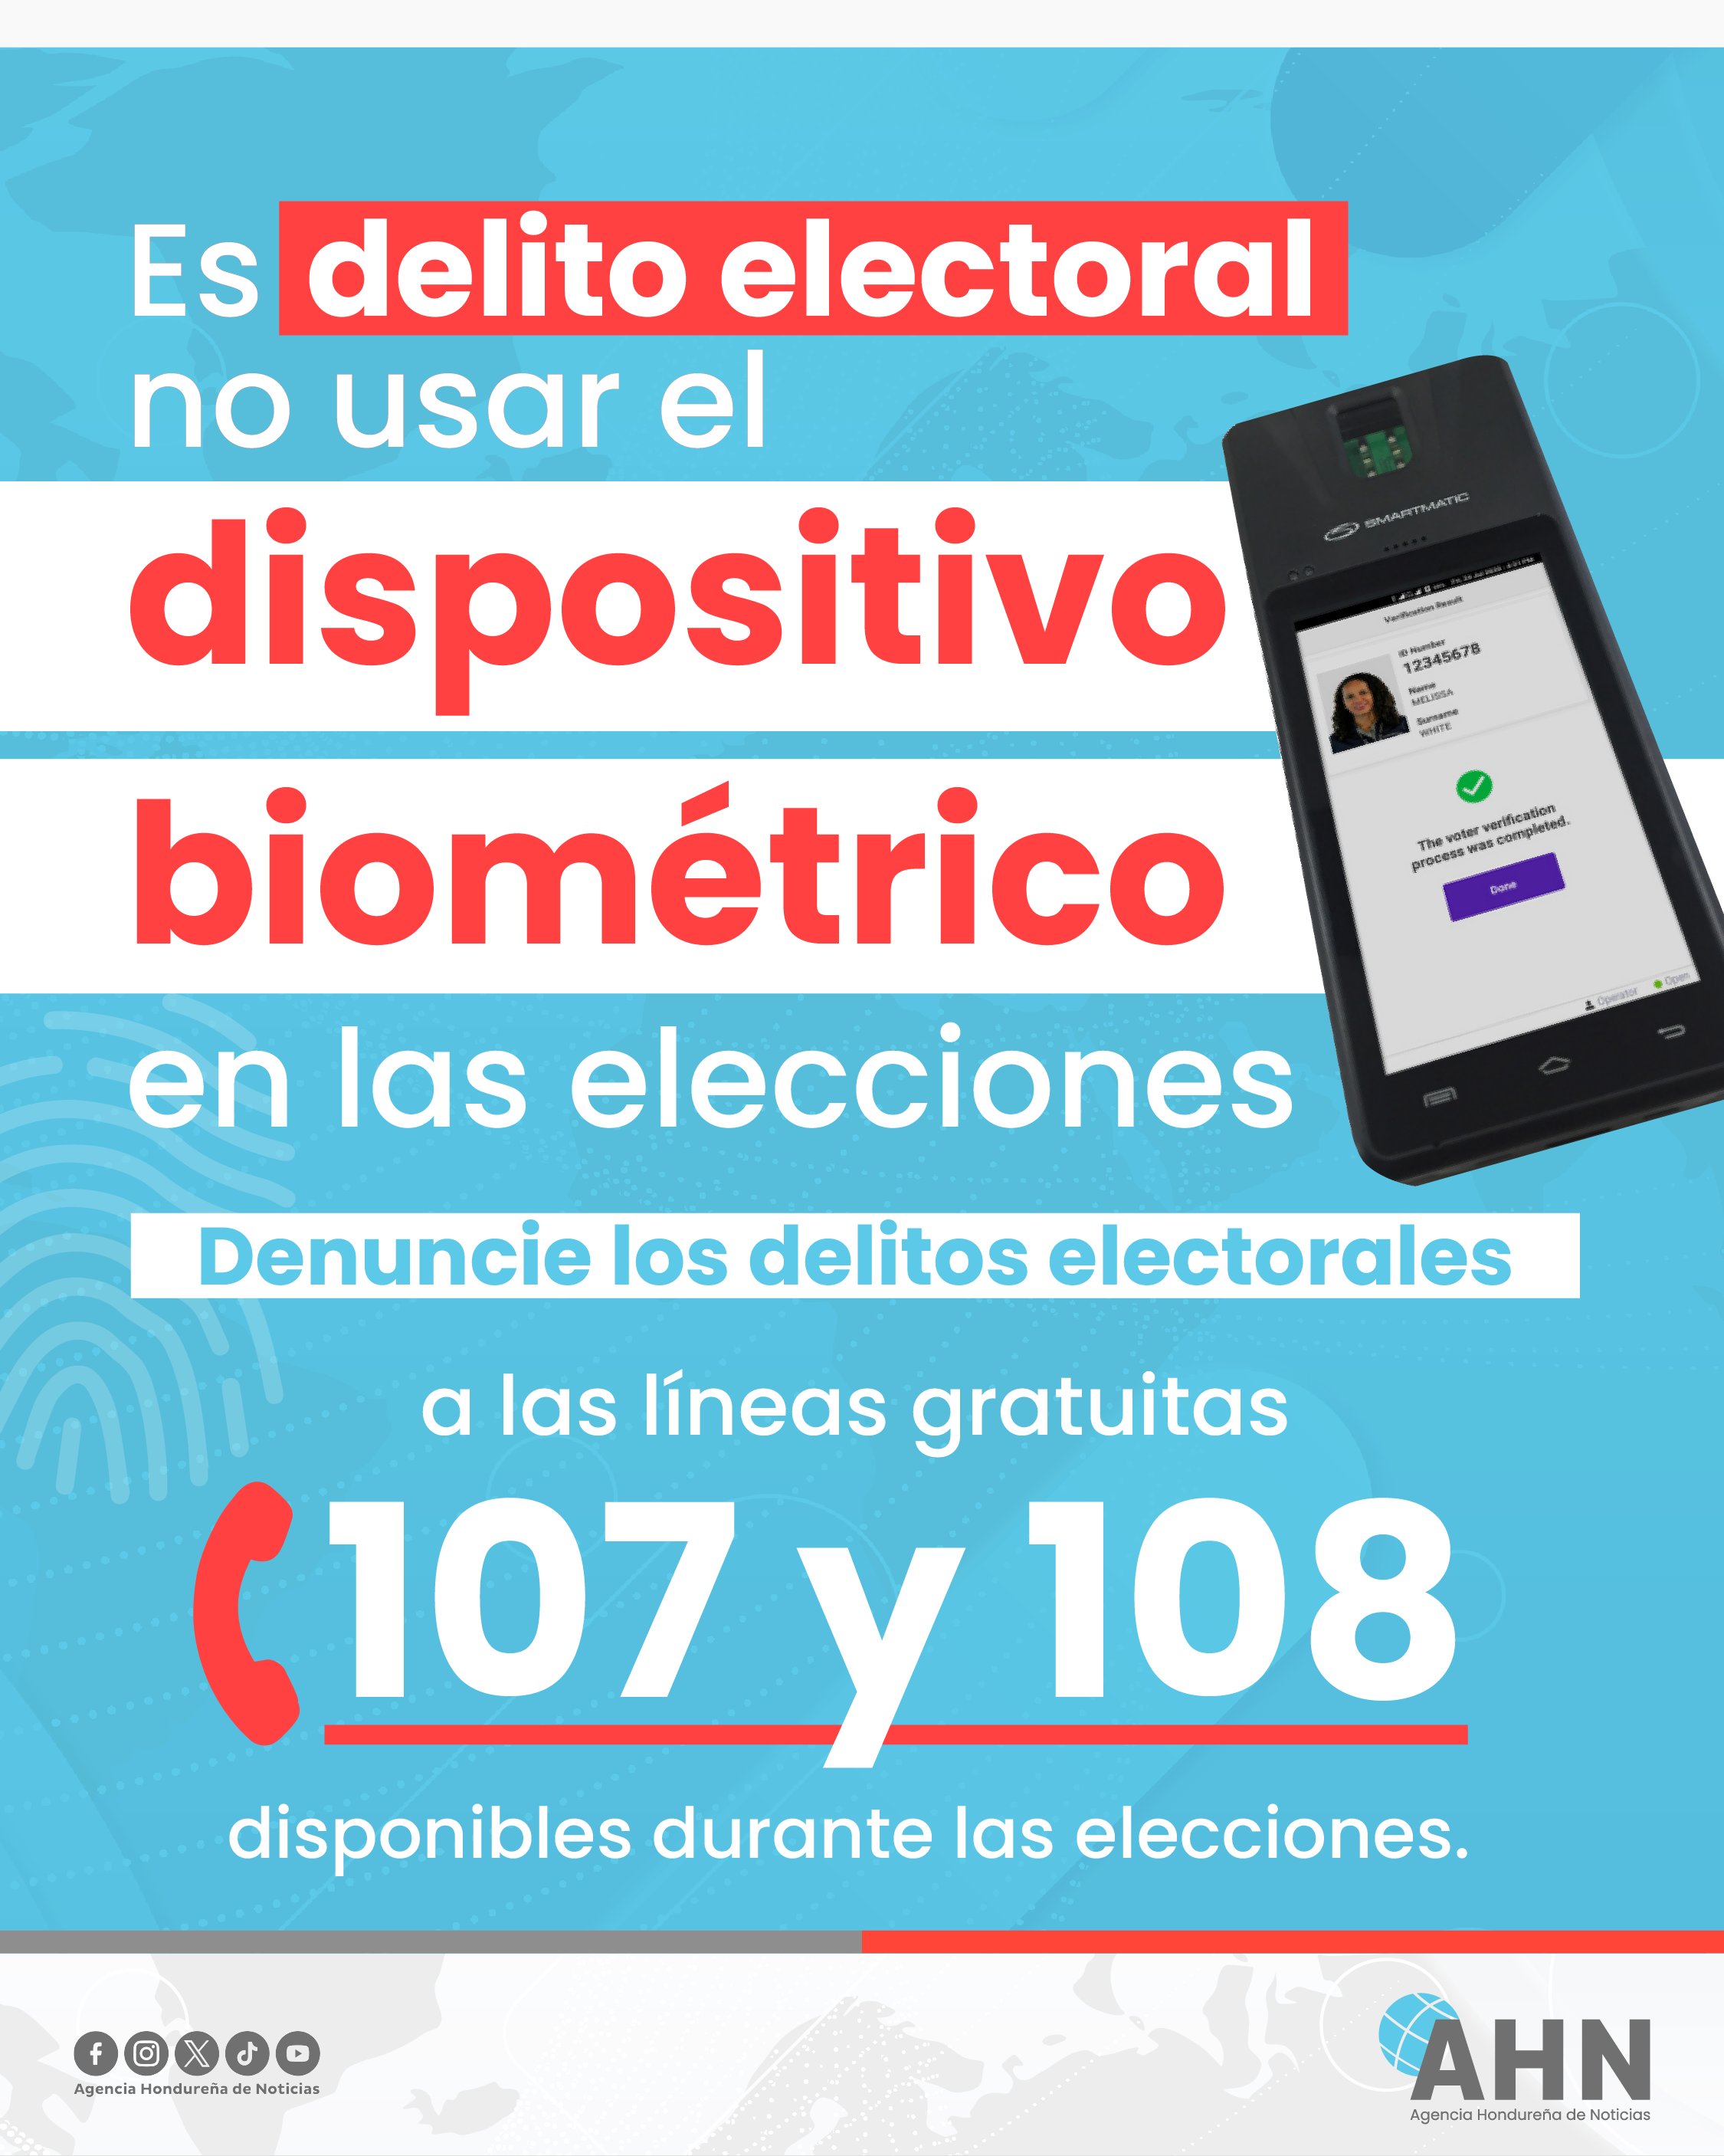 Es delito electoral
no usar el
dispositivo
biométrico
en las elecciones
SMARTMATIC
Verification Result
ID Number
12345678
Name
MELISSA
Surname
WHITE
The voter verification
process was completed.
Done
Operator
Open
Denuncie los delitos electorales
a las líneas gratuitas
107 y 108
disponibles durante las elecciones.
Agencia Hondureña de Noticias
AHN
Agencia Hondureña de Noticias